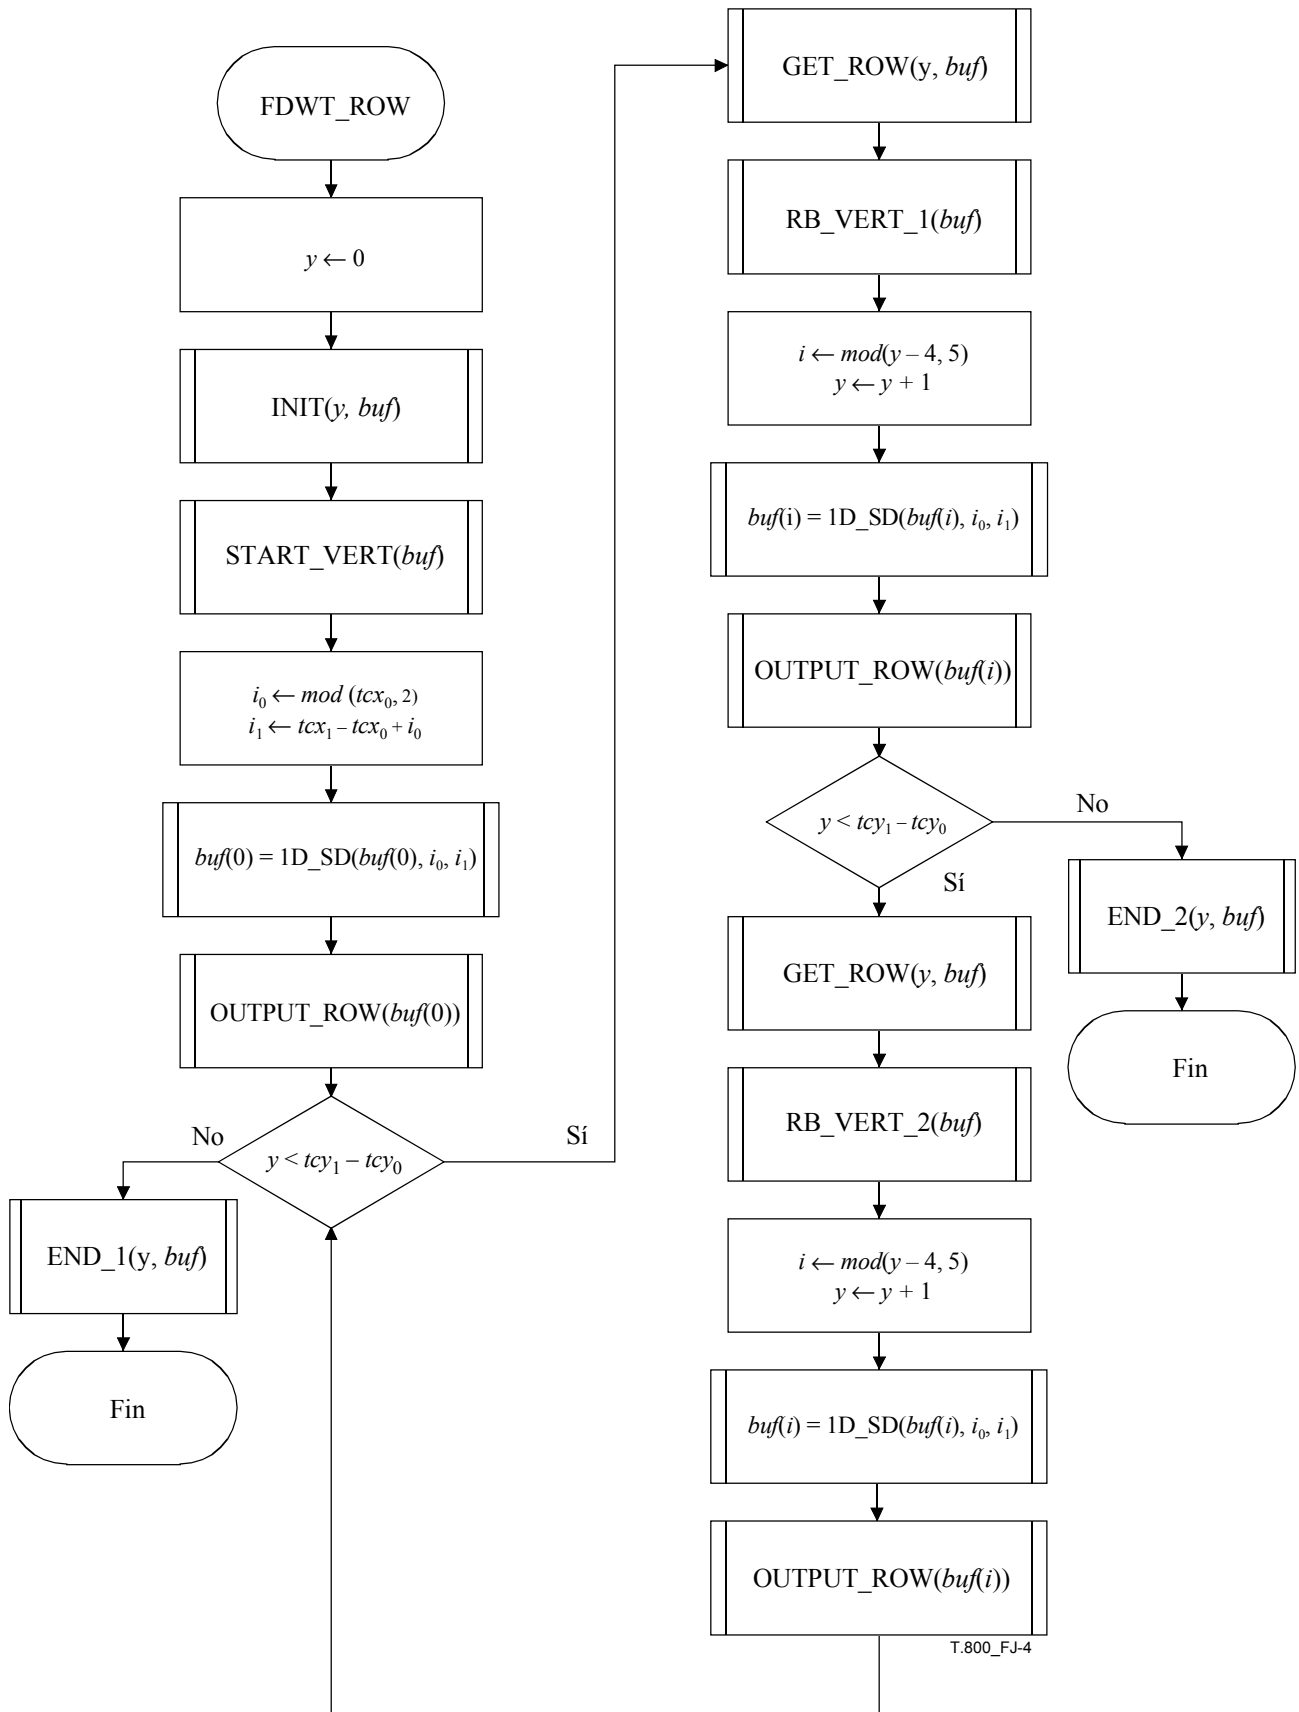 FDWT_ROW
y ← 0
INIT(y, buf)
START_VERT(buf)
i₀ ← mod (tcx₀, 2)
i₁ ← tcx₁ – tcx₀ + i₀
buf(0) = 1D_SD(buf(0), i₀, i₁)
OUTPUT_ROW(buf(0))
No
Sí
y < tcy₁ – tcy₀
END_1(y, buf)
Fin
GET_ROW(y, buf)
RB_VERT_1(buf)
i ← mod(y – 4, 5)
y ← y + 1
buf(i) = 1D_SD(buf(i), i₀, i₁)
OUTPUT_ROW(buf(i))
y < tcy₁ – tcy₀
No
Sí
END_2(y, buf)
Fin
GET_ROW(y, buf)
RB_VERT_2(buf)
i ← mod(y – 4, 5)
y ← y + 1
buf(i) = 1D_SD(buf(i), i₀, i₁)
OUTPUT_ROW(buf(i))
T.800_FJ-4